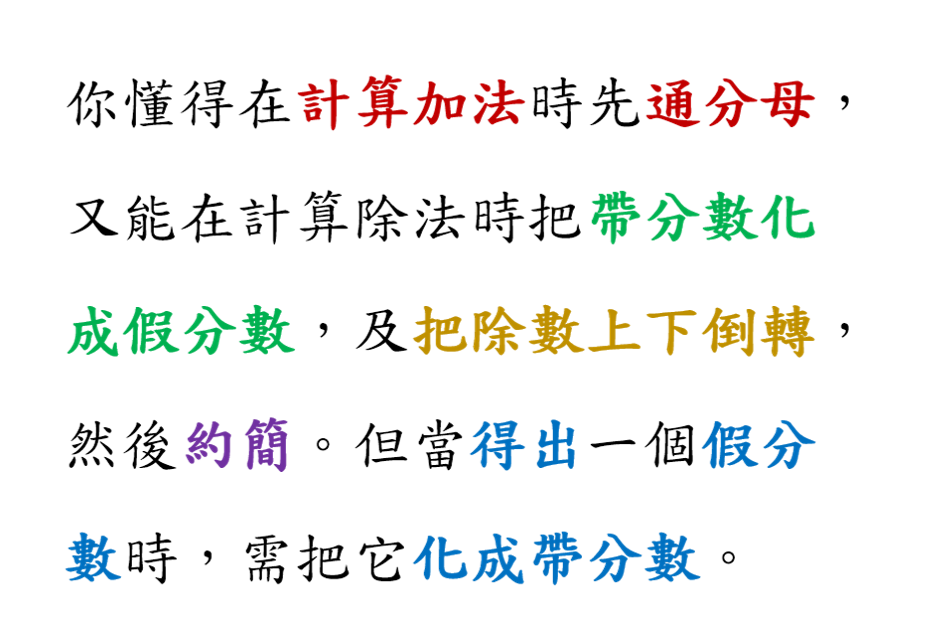 你懂得在計算加法時先通分母，
又能在計算除法時把帶分數化
成假分數，及把除數上下倒轉，
然後約簡。但當得出一個假分
數時，需把它化成帶分數。